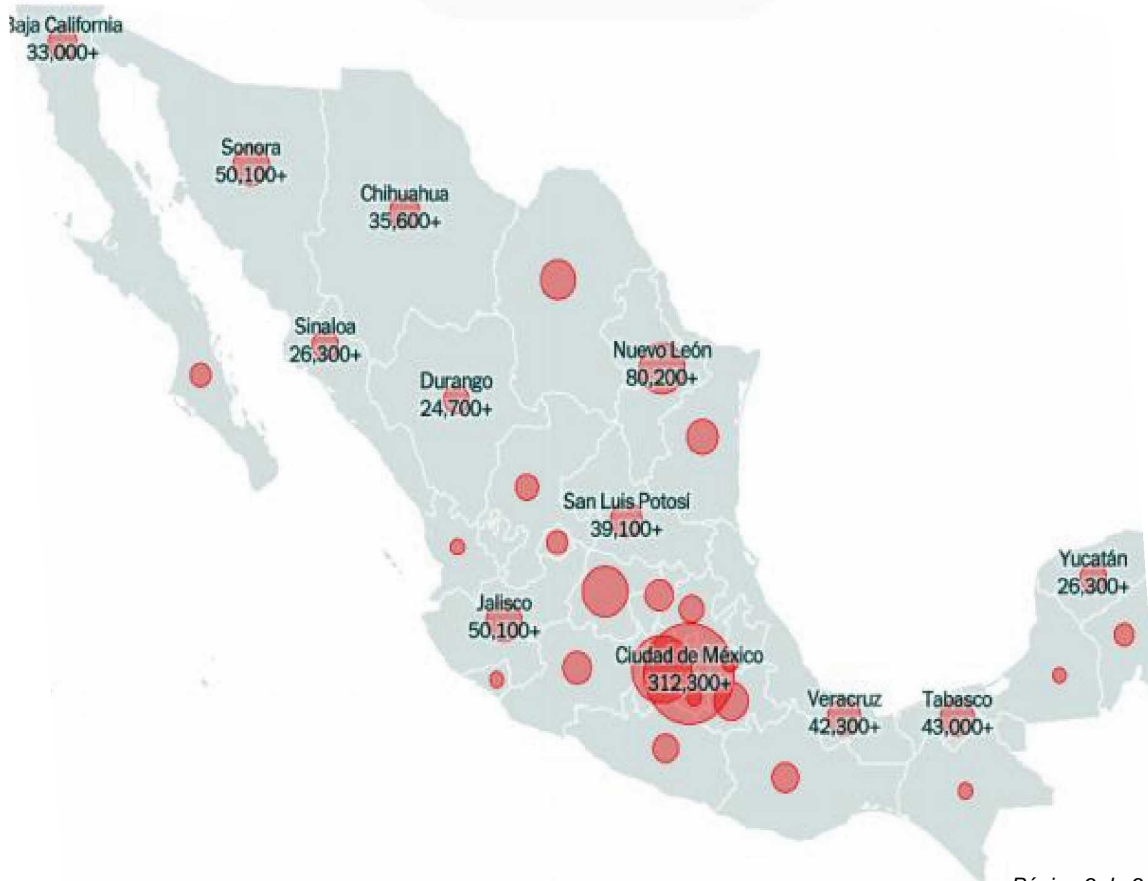 Baja California
33,000+
Sonora
50,100+
Chihuahua
35,600+
Sinaloa
26,300+
Durango
24,700+
Nuevo León
80,200+
San Luis Potosí
39,100+
Jalisco
50,100+
Ciudad de México
312,300+
Yucatán
26,300+
Veracruz
42,300+
Tabasco
43,000+